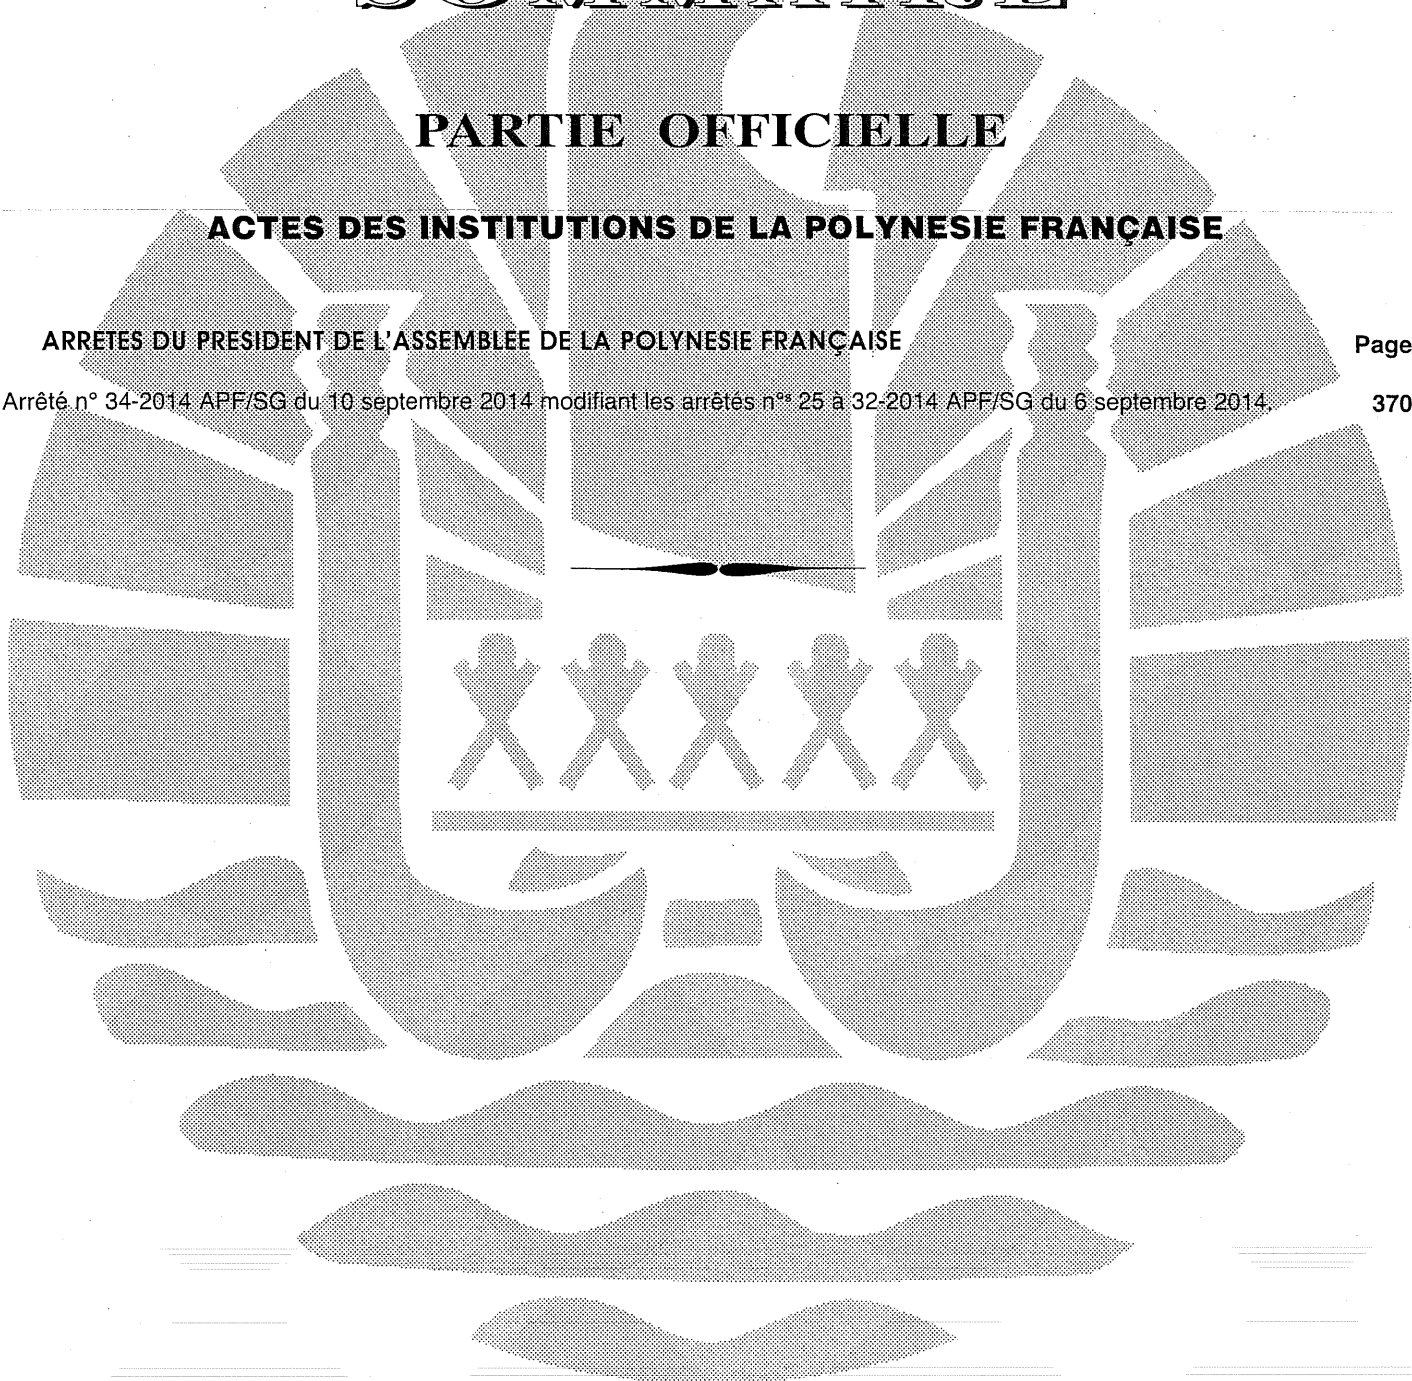 SOMMAIRE
PARTIE OFFICIELLE
ACTES DES INSTITUTIONS DE LA POLYNESIE FRANÇAISE
ARRETES DU PRESIDENT DE L'ASSEMBLEE DE LA POLYNESIE FRANÇAISE
Page
Arrêté n° 34-2014 APF/SG du 10 septembre 2014 modifiant les arrêtés nᵒˢ 25 à 32-2014 APF/SG du 6 septembre 2014. 370